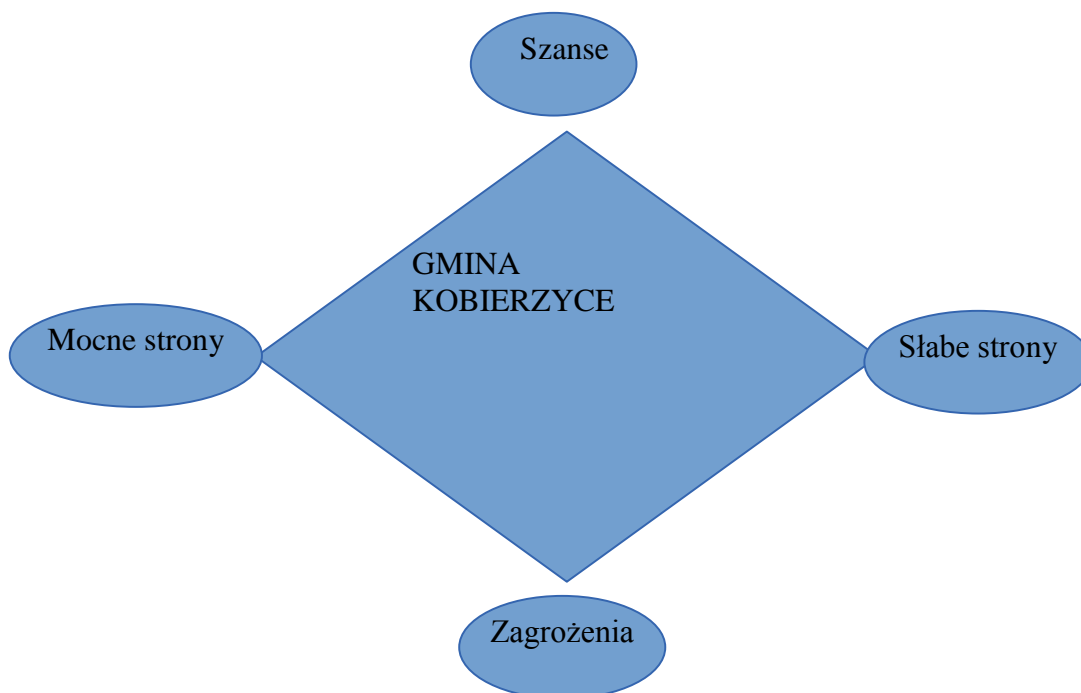 Szanse
GMINA
KOBIERZYCE
Mocne strony
Słabe strony
Zagrożenia